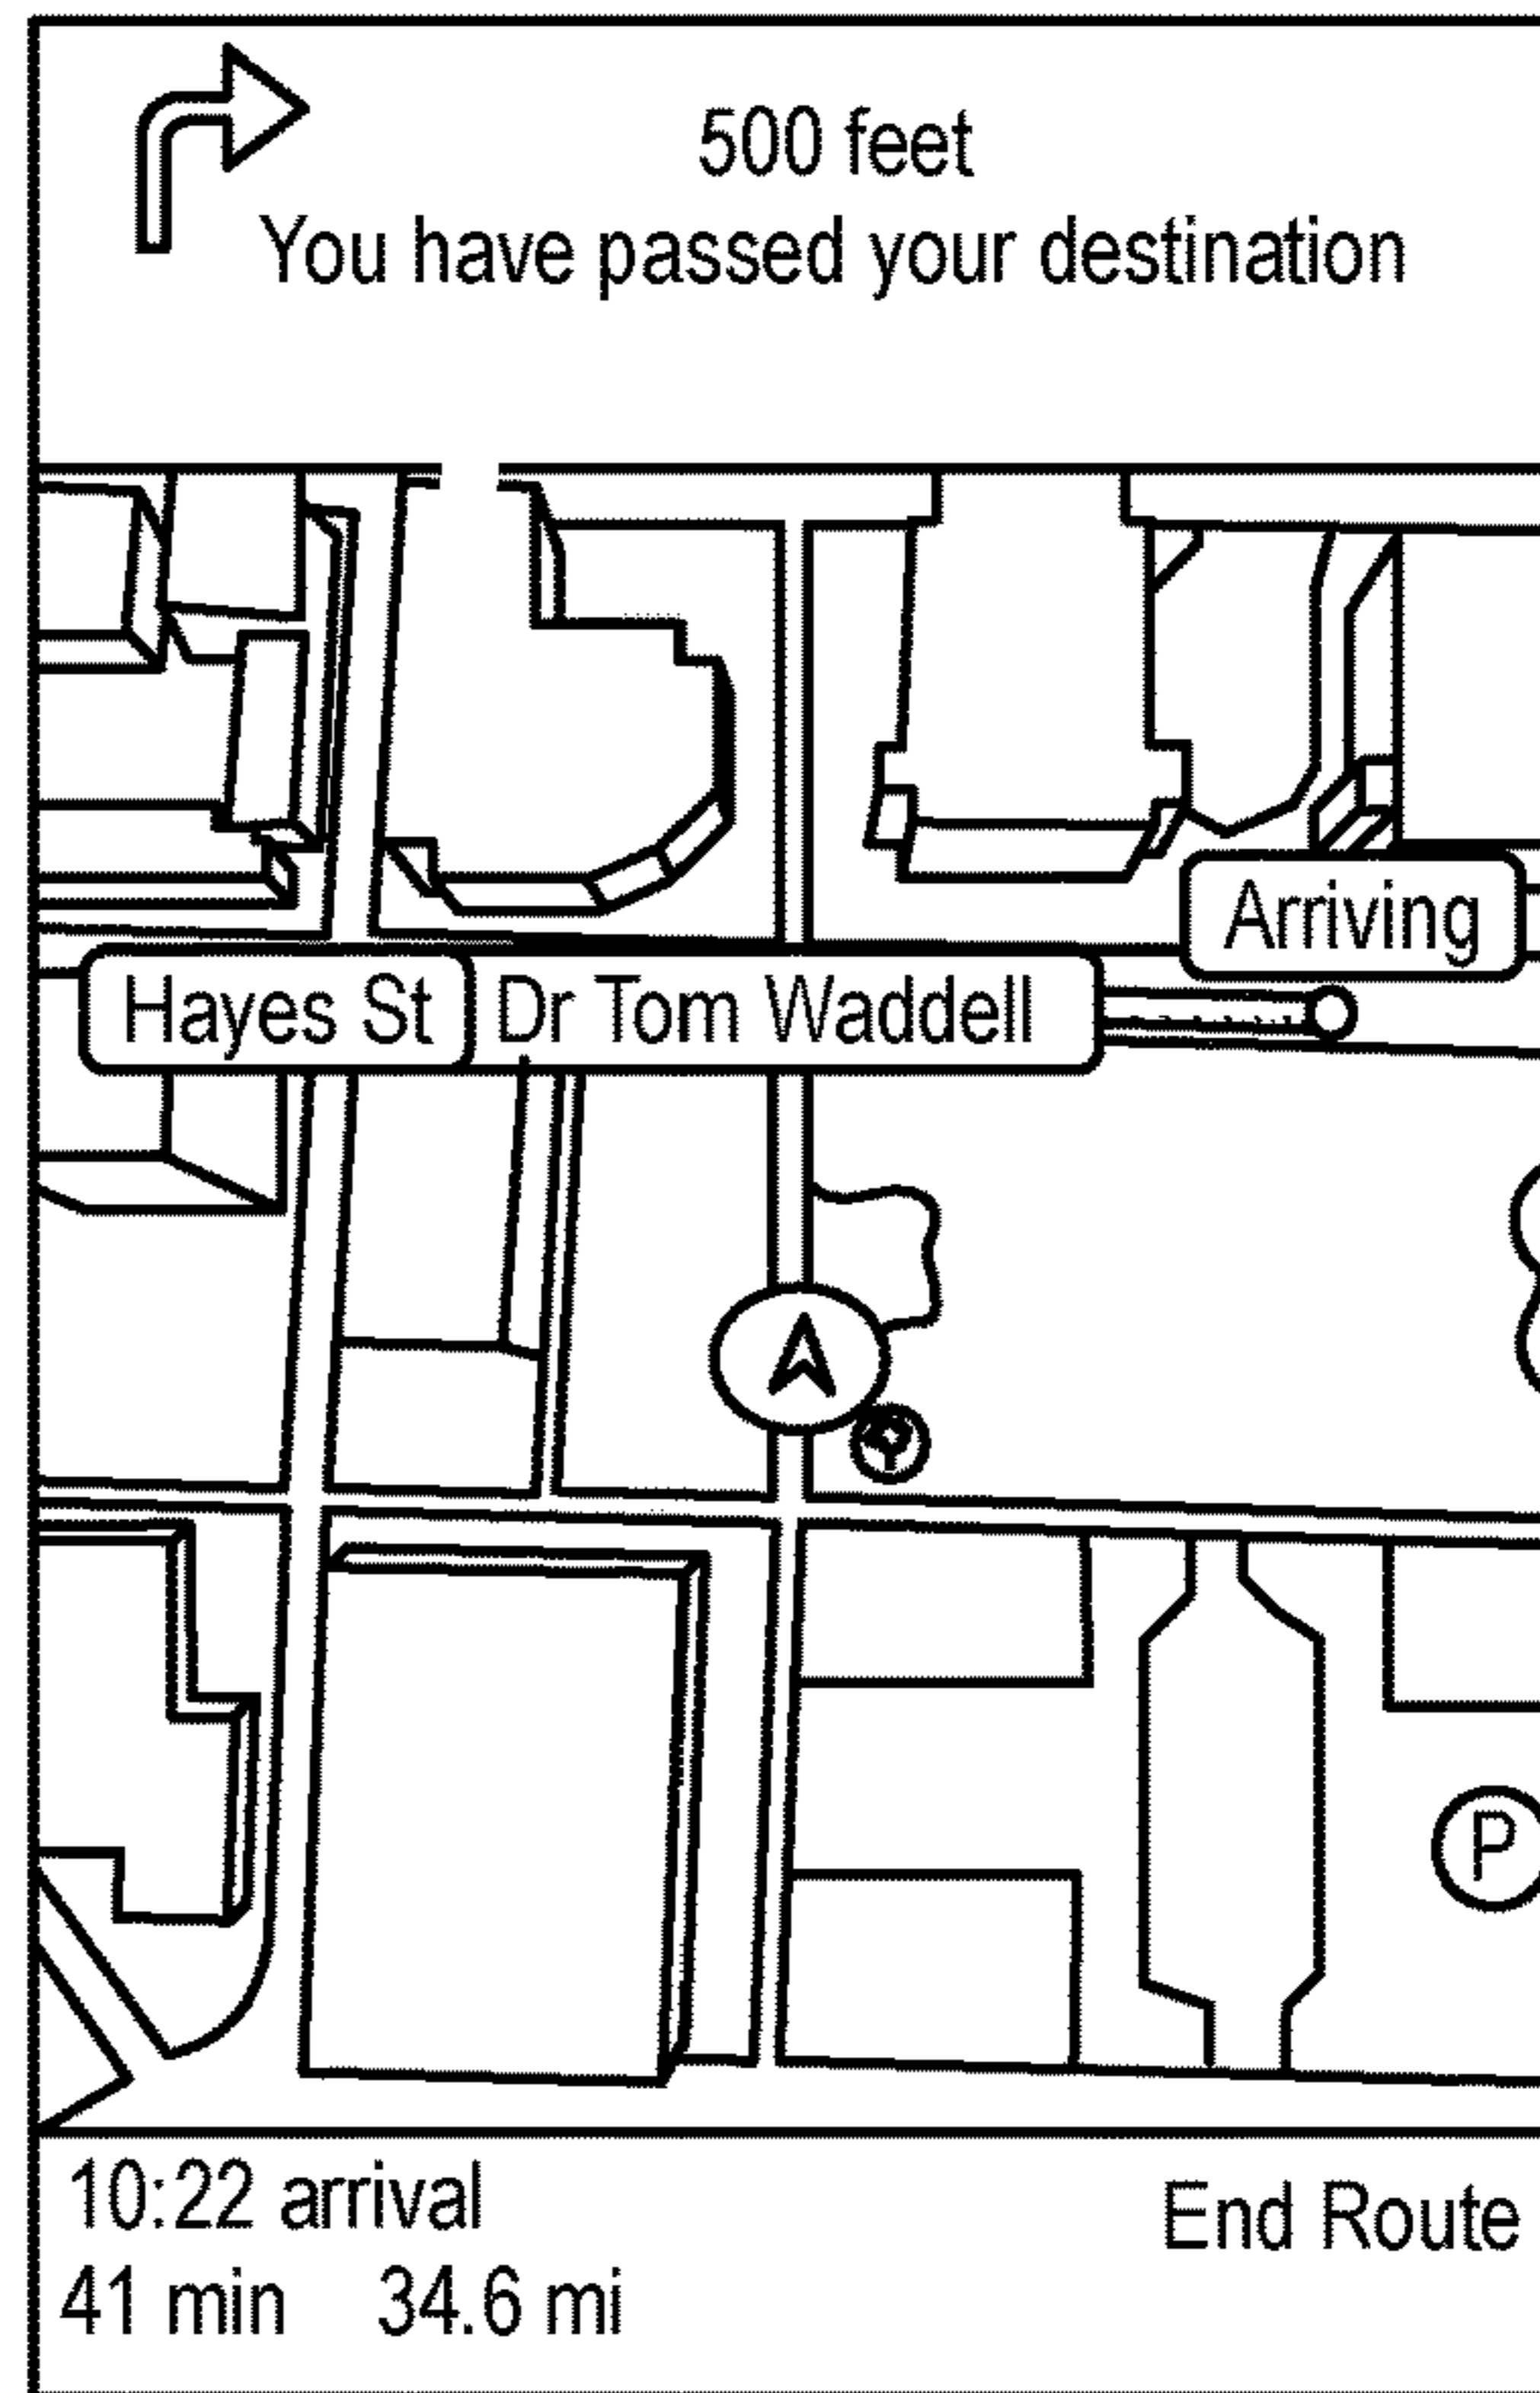 500 feet
You have passed your destination
Arriving
Hayes St
Dr Tom Waddell
P
10:22 arrival
End Route
41 min 34.6 mi